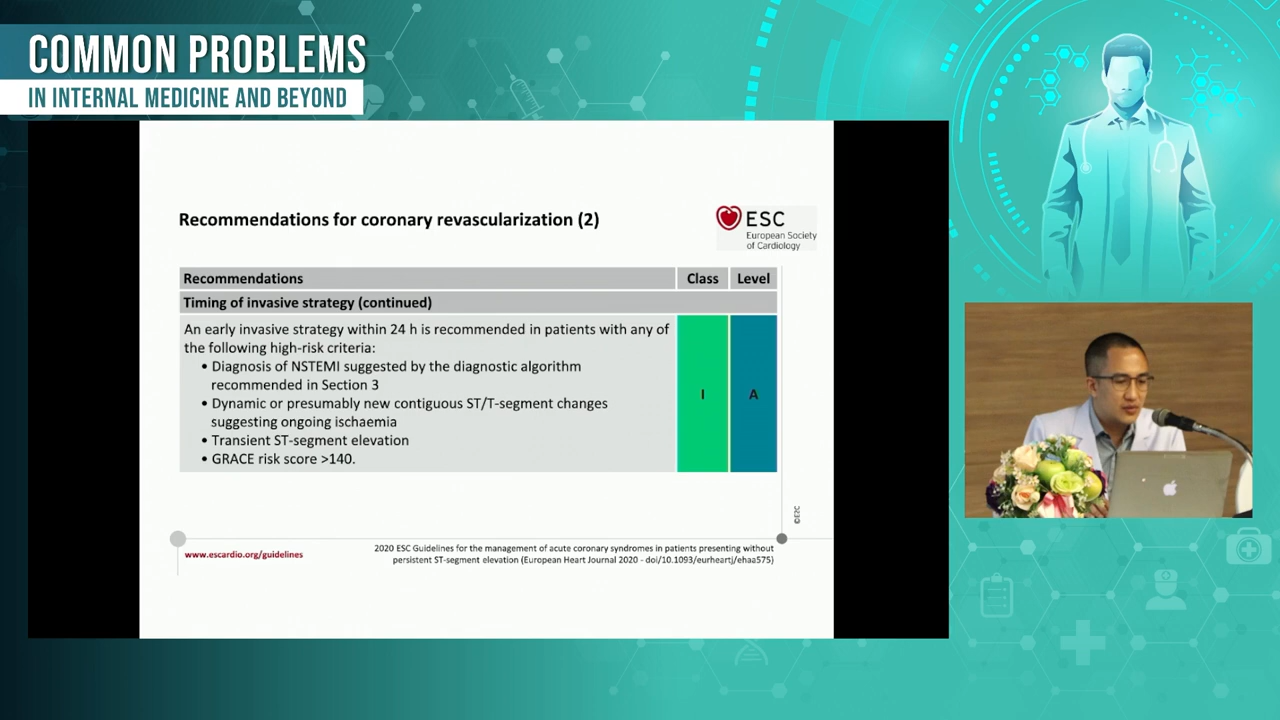 COMMON PROBLEMS
IN INTERNAL MEDICINE AND BEYOND
Recommendations for coronary revascularization (2)
ESC
European Society
of Cardiology
Recommendations Class Level
Timing of invasive strategy (continued)
An early invasive strategy within 24 h is recommended in patients with any of
the following high-risk criteria:
• Diagnosis of NSTEMI suggested by the diagnostic algorithm
recommended in Section 3
• Dynamic or presumably new contiguous ST/T-segment changes
suggesting ongoing ischaemia
• Transient ST-segment elevation
• GRACE risk score >140.
I A
©ESC
www.escardio.org/guidelines
2020 ESC Guidelines for the management of acute coronary syndromes in patients presenting without
persistent ST-segment elevation (European Heart Journal 2020 - doi/10.1093/eurheartj/ehaa575)